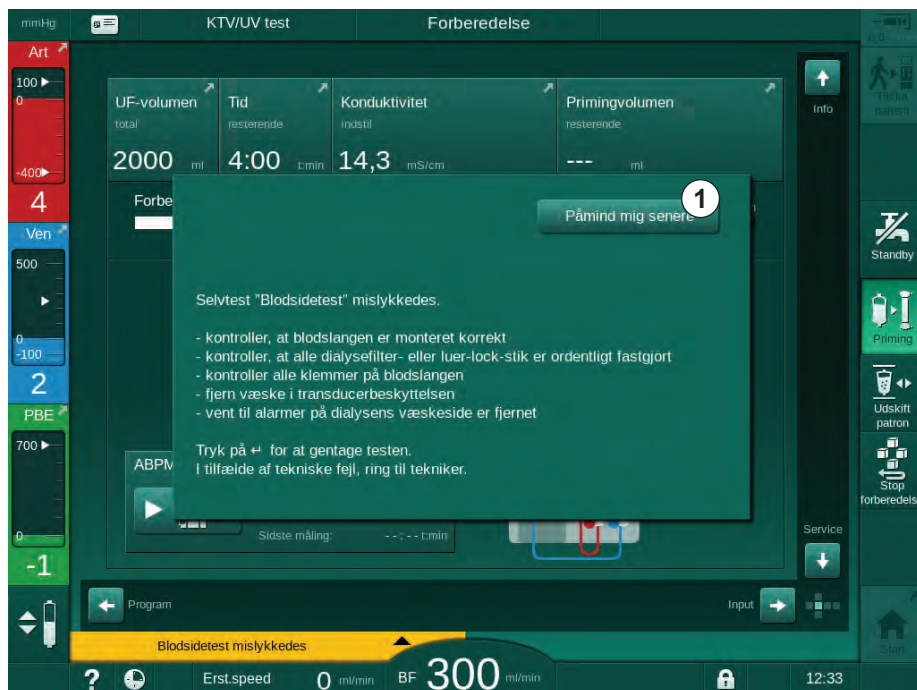 mmHg
KTV/UV test
Forberedelse
Art
100
0
-400
4
Ven
500
0
-100
2
PBE
700
0
-1
UF-volumen
total
2000 ml
Tid
resterende
4:00 t:min
Konduktivitet
indstil
14,3 mS/cm
Primingvolumen
resterende
--- ml
Forbe
1
Påmind mig senere
Selvtest "Blodsidetest" mislykkedes.
- kontroller, at blodslangen er monteret korrekt
- kontroller, at alle dialysefilter- eller luer-lock-stik er ordentligt fastgjort
- kontroller alle klemmer på blodslangen
- fjern væske i transducerbeskyttelsen
- vent til alarmer på dialysens væskeside er fjernet
Tryk på ↵ for at gentage testen.
I tilfælde af tekniske fejl, ring til tekniker.
ABPM
Sidste måling: --:-- t:min
Info
Service
Program
Input
Tilslut
patient
Standby
Priming
Udskift
patron
Stop
forberedels
Start
Blodsidetest mislykkedes
?
Erst.speed 0 ml/min
BF 300 ml/min
12:33